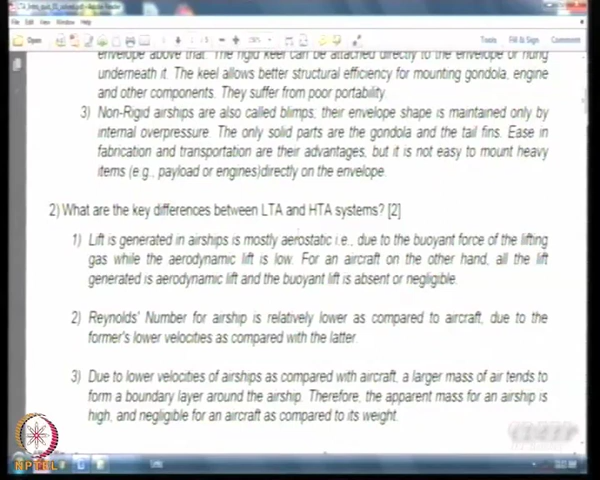 LTA_Intro_quiz_01_solved.pdf - Adobe Reader
File Edit View Window Help
Open Tools Fill & Sign Comment
envelope above that. The rigid keel can be attached directly to the envelope or hung
underneath it. The keel allows better structural efficiency for mounting gondola, engine
and other components. They suffer from poor portability.
3) Non-Rigid airships are also called blimps, their envelope shape is maintained only by
internal overpressure. The only solid parts are the gondola and the tail fins. Ease in
fabrication and transportation are their advantages, but it is not easy to mount heavy
items (e.g., payload or engines)directly on the envelope.
2) What are the key differences between LTA and HTA systems? [2]
1) Lift is generated in airships is mostly aerostatic i.e., due to the buoyant force of the lifting
gas while the aerodynamic lift is low. For an aircraft on the other hand, all the lift
generated is aerodynamic lift and the buoyant lift is absent or negligible.
2) Reynolds' Number for airship is relatively lower as compared to aircraft, due to the
former's lower velocities as compared with the latter.
3) Due to lower velocities of airships as compared with aircraft, a larger mass of air tends to
form a boundary layer around the airship. Therefore, the apparent mass for an airship is
high, and negligible for an aircraft as compared to its weight.
NPTEL